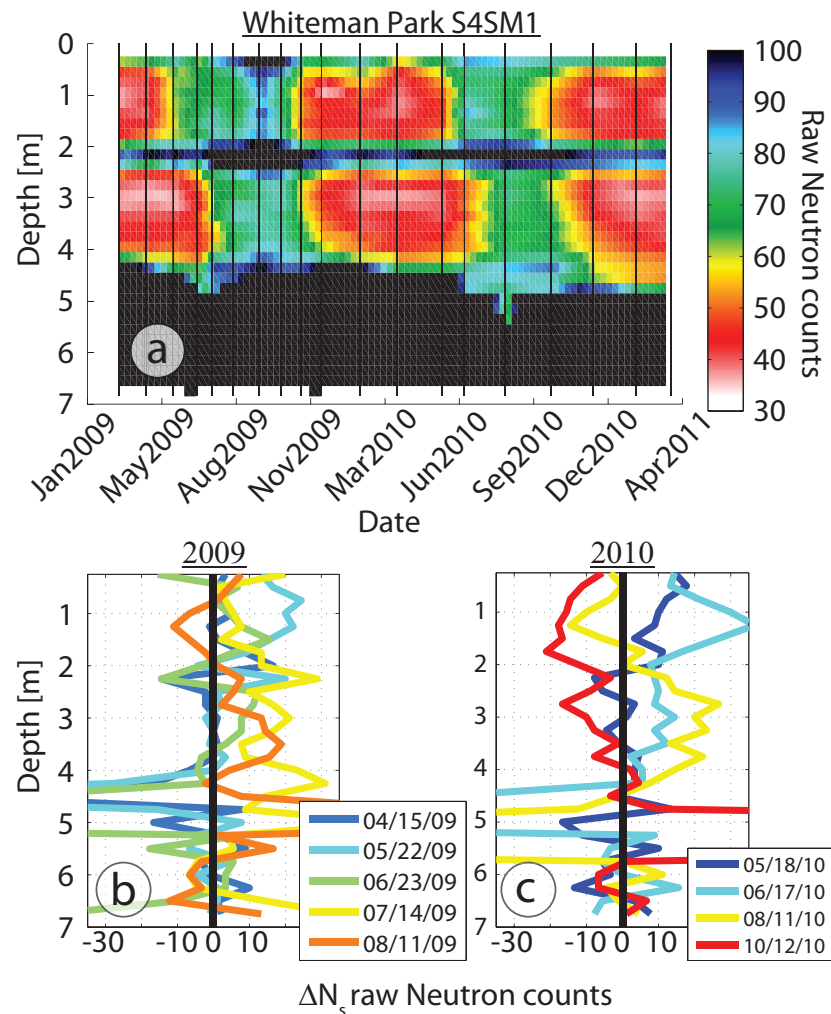 Whiteman Park S4SM1
0
1
2
3
4
5
6
7
Depth [m]
a
Jan2009
May2009
Aug2009
Nov2009
Mar2010
Jun2010
Sep2010
Dec2010
Apr2011
Date
100
90
80
70
60
50
40
30
Raw Neutron counts
2009
1
2
3
4
5
6
7
Depth [m]
b
-30
-10
0
10
04/15/09
05/22/09
06/23/09
07/14/09
08/11/09
2010
1
2
3
4
5
6
7
c
-30
-10
0
10
05/18/10
06/17/10
08/11/10
10/12/10
ΔNs raw Neutron counts